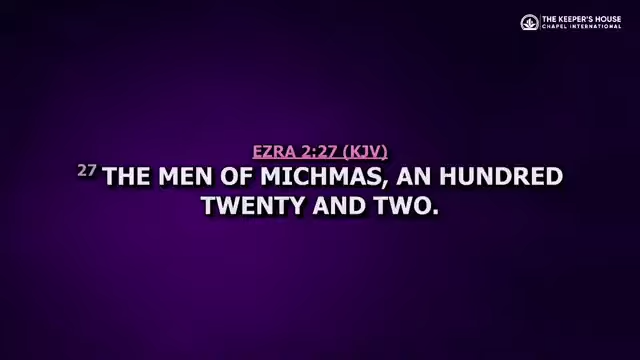 THE KEEPER'S HOUSE
CHAPEL INTERNATIONAL
EZRA 2:27 (KJV)
27 THE MEN OF MICHMAS, AN HUNDRED
TWENTY AND TWO.